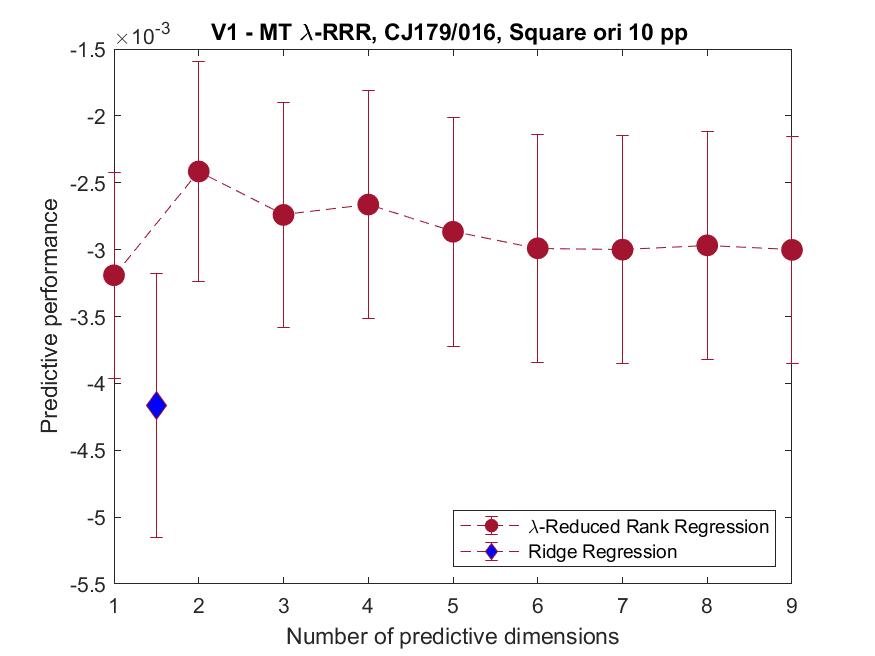 V1 - MT λ-RRR, CJ179/016, Square ori 10 pp
×10⁻³
-1.5
-2
-2.5
-3
-3.5
-4
-4.5
-5
-5.5
Predictive performance
1 2 3 4 5 6 7 8 9
Number of predictive dimensions
λ-Reduced Rank Regression
Ridge Regression